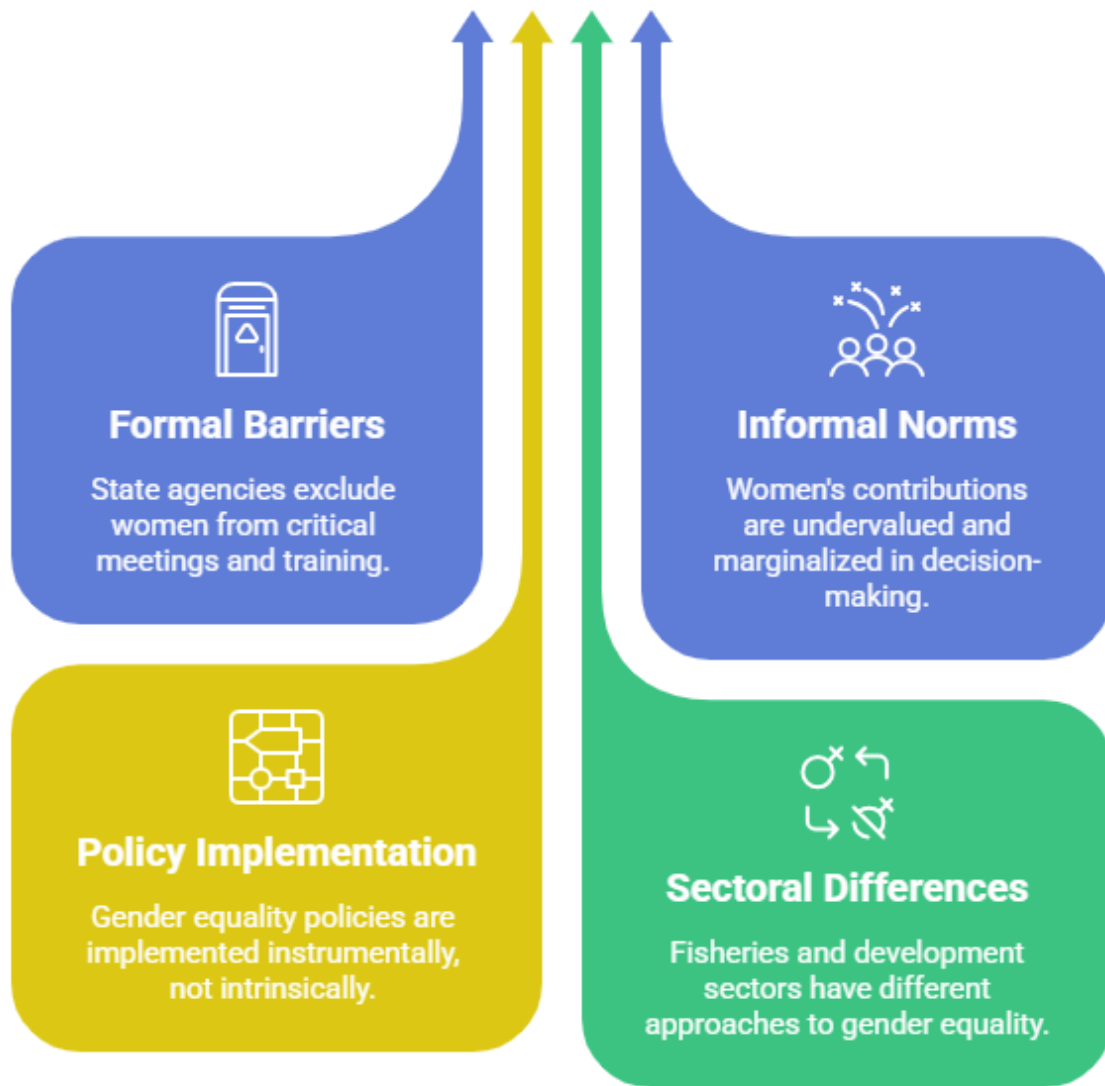 Formal Barriers
State agencies exclude
women from critical
meetings and training.
Informal Norms
Women's contributions
are undervalued and
marginalized in decision-
making.
Policy Implementation
Gender equality policies are
implemented instrumentally,
not intrinsically.
Sectoral Differences
Fisheries and development
sectors have different
approaches to gender equality.